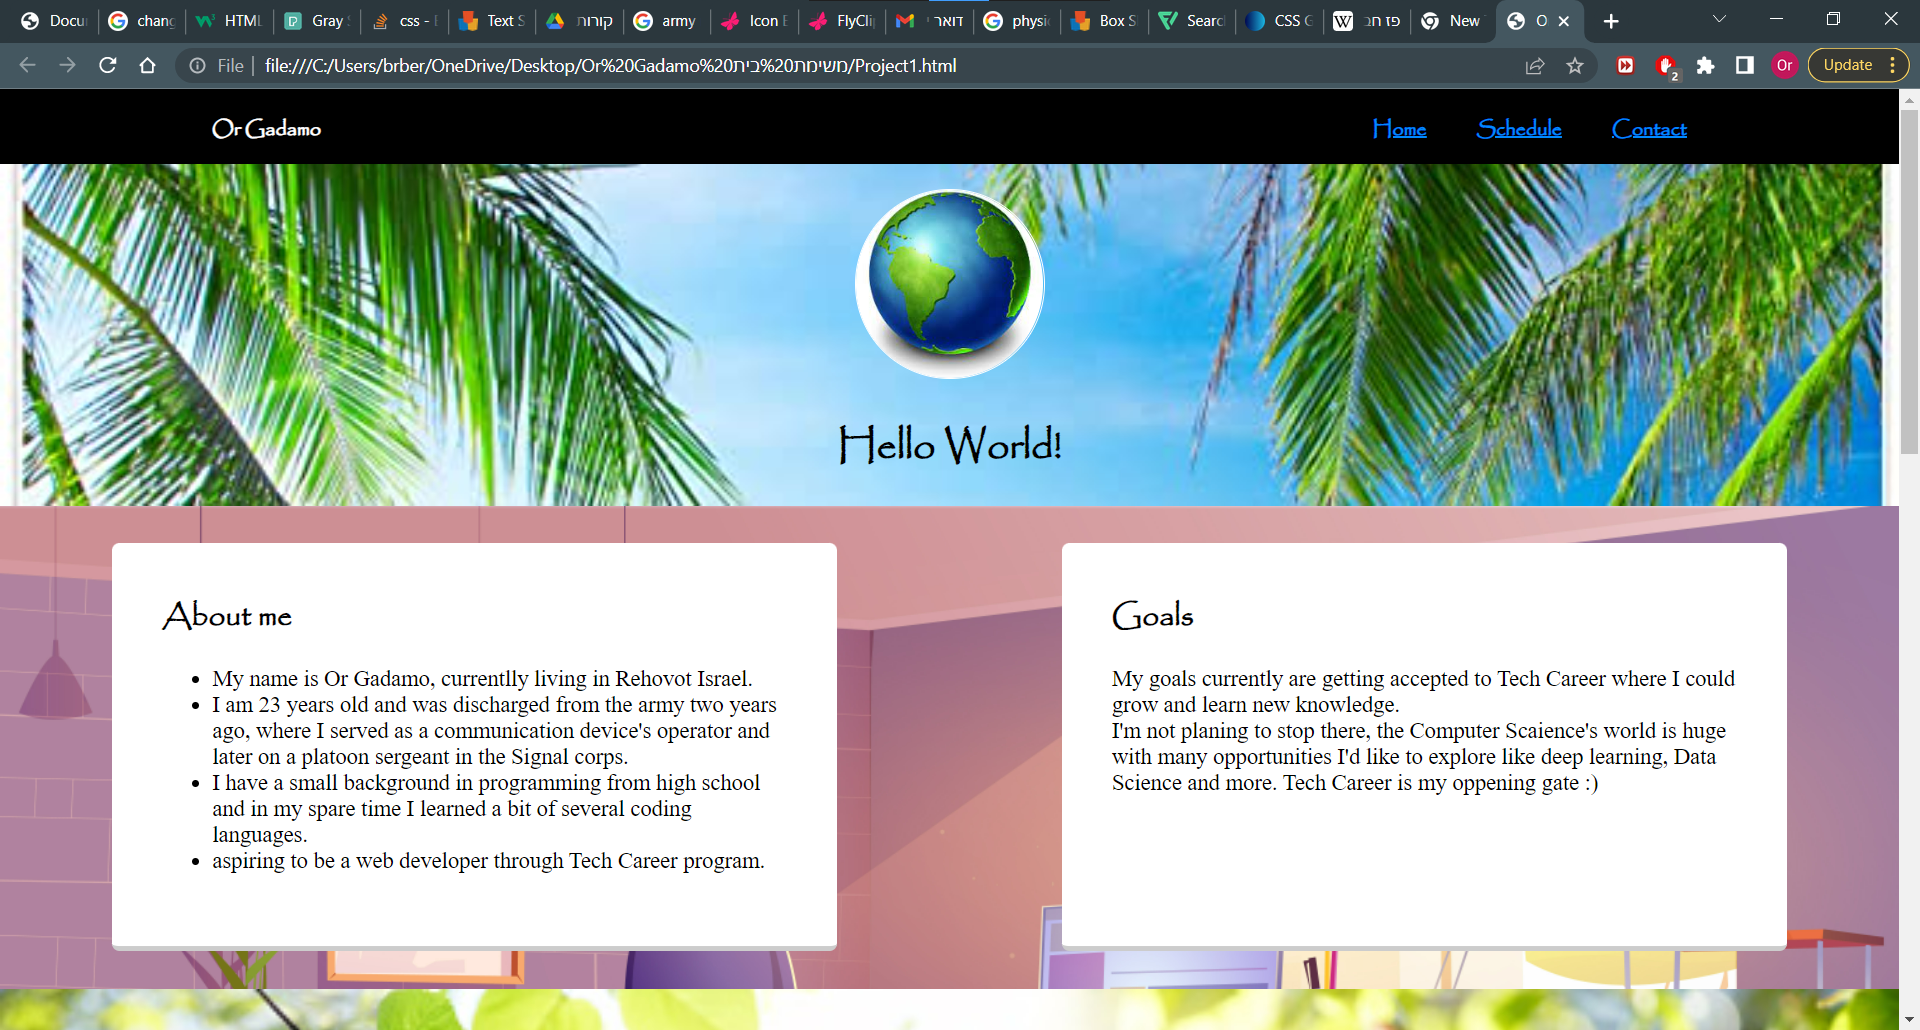 Docu
chang
HTML
Gray
css - 
Text S
קורות
army
Icon
FlyCli
דואר
physi
Box S
Searc
CSS G
פז חב
New
O
File
file:///C:/Users/brber/OneDrive/Desktop/Or%20Gadamo%20משימת%20בית/Project1.html
2
Or
Update
Or Gadamo
Home
Schedule
Contact
Hello World!
About me
My name is Or Gadamo, currentlly living in Rehovot Israel.
I am 23 years old and was discharged from the army two years
ago, where I served as a communication device's operator and
later on a platoon sergeant in the Signal corps.
I have a small background in programming from high school
and in my spare time I learned a bit of several coding
languages.
aspiring to be a web developer through Tech Career program.
Goals
My goals currently are getting accepted to Tech Career where I could
grow and learn new knowledge.
I'm not planing to stop there, the Computer Scaience's world is huge
with many opportunities I'd like to explore like deep learning, Data
Science and more. Tech Career is my oppening gate :)